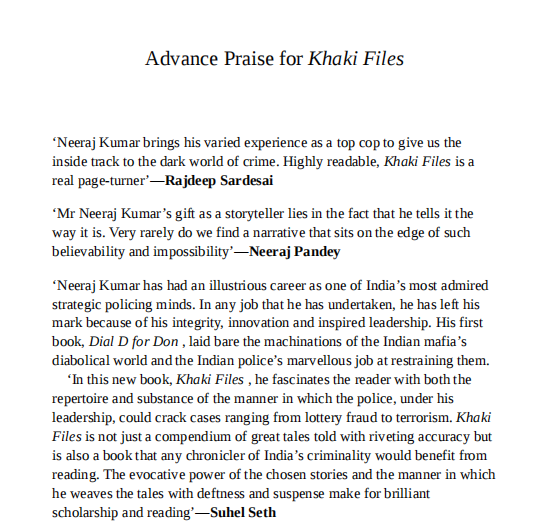 Advance Praise for Khaki Files
‘Neeraj Kumar brings his varied experience as a top cop to give us the
inside track to the dark world of crime. Highly readable, Khaki Files is a
real page-turner’—Rajdeep Sardesai
‘Mr Neeraj Kumar’s gift as a storyteller lies in the fact that he tells it the
way it is. Very rarely do we find a narrative that sits on the edge of such
believability and impossibility’—Neeraj Pandey
‘Neeraj Kumar has had an illustrious career as one of India’s most admired
strategic policing minds. In any job that he has undertaken, he has left his
mark because of his integrity, innovation and inspired leadership. His first
book, Dial D for Don , laid bare the machinations of the Indian mafia’s
diabolical world and the Indian police’s marvellous job at restraining them.
‘In this new book, Khaki Files , he fascinates the reader with both the
repertoire and substance of the manner in which the police, under his
leadership, could crack cases ranging from lottery fraud to terrorism. Khaki
Files is not just a compendium of great tales told with riveting accuracy but
is also a book that any chronicler of India’s criminality would benefit from
reading. The evocative power of the chosen stories and the manner in which
he weaves the tales with deftness and suspense make for brilliant
scholarship and reading’—Suhel Seth